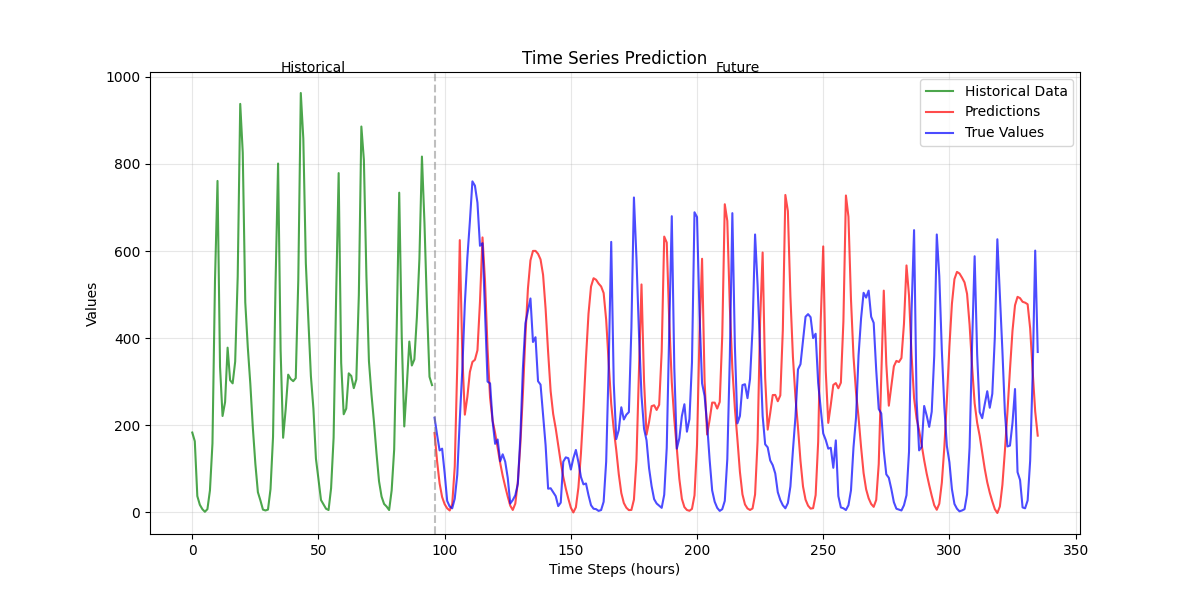 Time Series Prediction
Historical
Future
1000
800
600
400
200
0
Values
0
50
100
150
200
250
300
350
Time Steps (hours)
Historical Data
Predictions
True Values